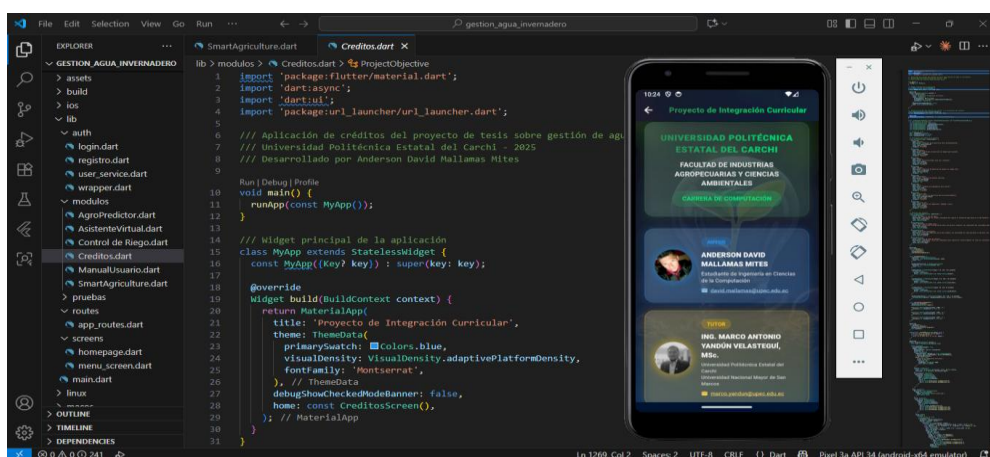 File Edit Selection View Go Run ...
gestion_agua_invernadero
EXPLORER
GESTION_AGUA_INVERNADERO
> assets
> build
> ios
lib
auth
login.dart
registro.dart
user_service.dart
wrapper.dart
modulos
AgroPredictor.dart
AsistenteVirtual.dart
Control de Riego.dart
Creditos.dart
ManualUsuario.dart
SmartAgriculture.dart
> pruebas
routes
app_routes.dart
screens
homepage.dart
menu_screen.dart
main.dart
> linux
> OUTLINE
> TIMELINE
> DEPENDENCIES
SmartAgriculture.dart
Creditos.dart
lib > modulos > Creditos.dart > ProjectObjective
1 import 'package:flutter/material.dart';
2 import 'dart:async';
3 import 'dart:ui';
4 import 'package:url_launcher/url_launcher.dart';
5
6 /// Aplicación de créditos del proyecto de tesis sobre gestión de agu
7 /// Universidad Politécnica Estatal del Carchi - 2025
8 /// Desarrollado por Anderson David Mallamas Mites
9
Run | Debug | Profile
10 void main() {
11 runApp(const MyApp());
12 }
13
14 /// Widget principal de la aplicación
15 class MyApp extends StatelessWidget {
16 const MyApp({Key? key}) : super(key: key);
17
18 @override
19 Widget build(BuildContext context) {
20 return MaterialApp(
21 title: 'Proyecto de Integración Curricular',
22 theme: ThemeData(
23 primarySwatch: Colors.blue,
24 visualDensity: VisualDensity.adaptivePlatformDensity,
25 fontFamily: 'Montserrat',
26 ), // ThemeData
27 debugShowCheckedModeBanner: false,
28 home: const CreditosScreen(),
29 ); // MaterialApp
30 }
31 }
10:24
Proyecto de Integración Curricular
UNIVERSIDAD POLITÉCNICA
ESTATAL DEL CARCHI
FACULTAD DE INDUSTRIAS
AGROPECUARIAS Y CIENCIAS
AMBIENTALES
CARRERA DE COMPUTACIÓN
ANDERSON DAVID
MALLAMAS MITES
Estudiante de Ingeniería en Ciencias
de la Computación
TUTOR
ING. MARCO ANTONIO
YANDÚN VELASTEGUÍ,
MSc.
Universidad Politécnica Estatal del
Carchi
Universidad Nacional Mayor de San
Marcos
marco.yandun@upec.edu.ec
0 0 241
Ln 1269, Col 2 Spaces: 2 UTF-8 CRLF {} Dart Pixel 3a API 34 (android-x64 emulator)